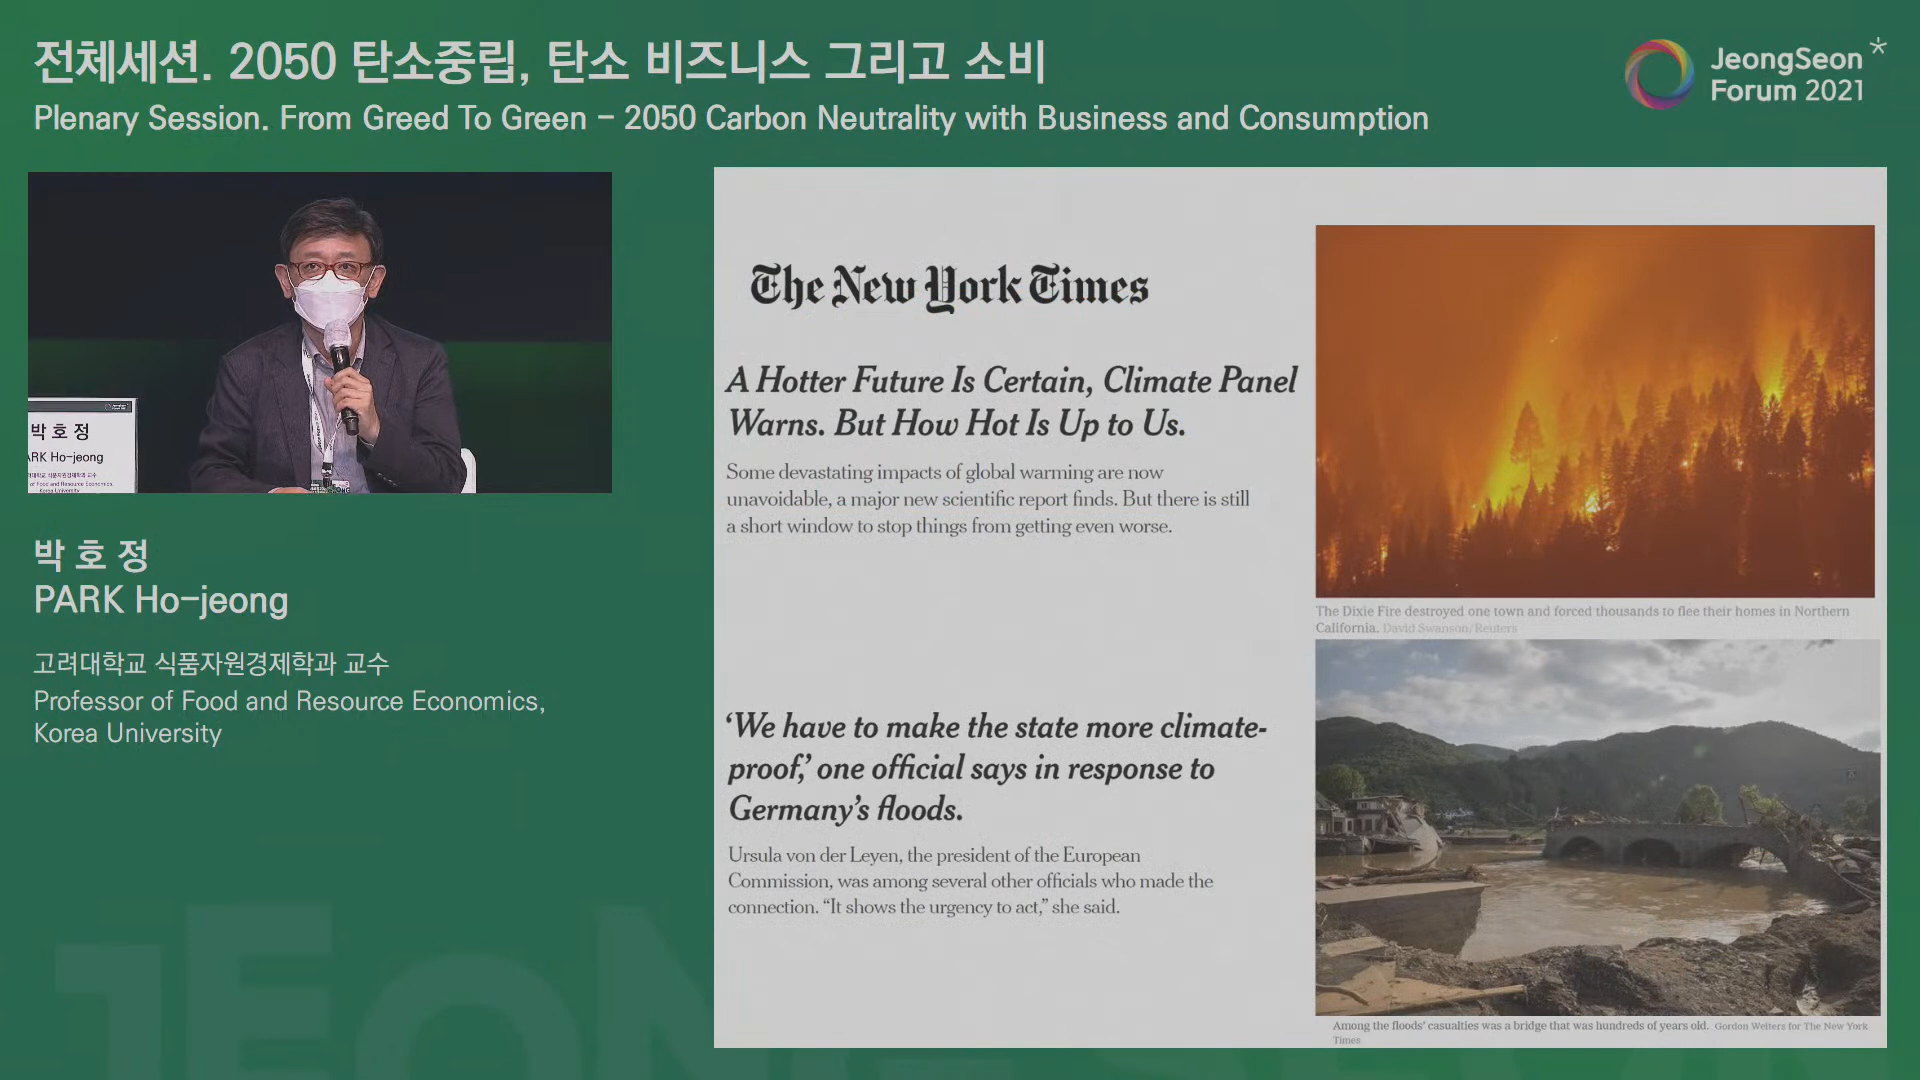 전체세션. 2050 탄소중립, 탄소 비즈니스 그리고 소비
Plenary Session. From Greed To Green – 2050 Carbon Neutrality with Business and Consumption
JeongSeon*
Forum 2021
박 호 정
ARK Ho-jeong
of Food and Resource Economics,
Korea University
박 호 정
PARK Ho-jeong
고려대학교 식품자원경제학과 교수
Professor of Food and Resource Economics,
Korea University
The New York Times
A Hotter Future Is Certain, Climate Panel
Warns. But How Hot Is Up to Us.
Some devastating impacts of global warming are now
unavoidable, a major new scientific report finds. But there is still
a short window to stop things from getting even worse.
The Dixie Fire destroyed one town and forced thousands to flee their homes in Northern
California. David Swanson/Reuters
‘We have to make the state more climate-
proof,’ one official says in response to
Germany’s floods.
Ursula von der Leyen, the president of the European
Commission, was among several other officials who made the
connection. “It shows the urgency to act,” she said.
Among the floods’ casualties was a bridge that was hundreds of years old. Gordon Welters for The New York
Times
JEONGSEON